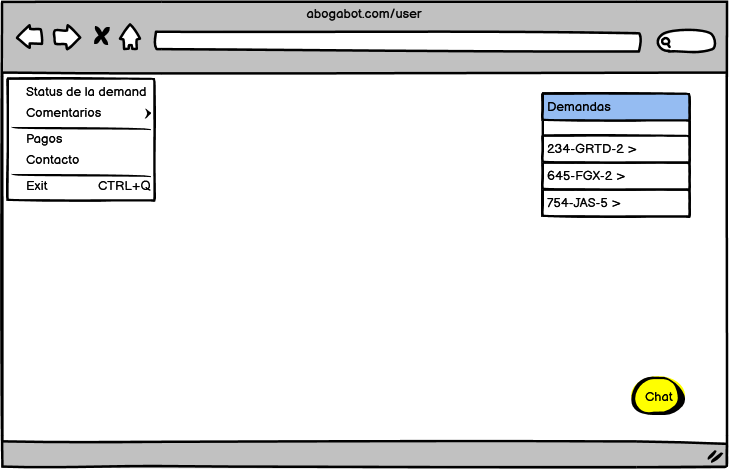 abogabot.com/user
Status de la demand
Comentarios
Pagos
Contacto
Exit CTRL+Q
Demandas
234-GRTD-2 >
645-FGX-2 >
754-JAS-5 >
Chat